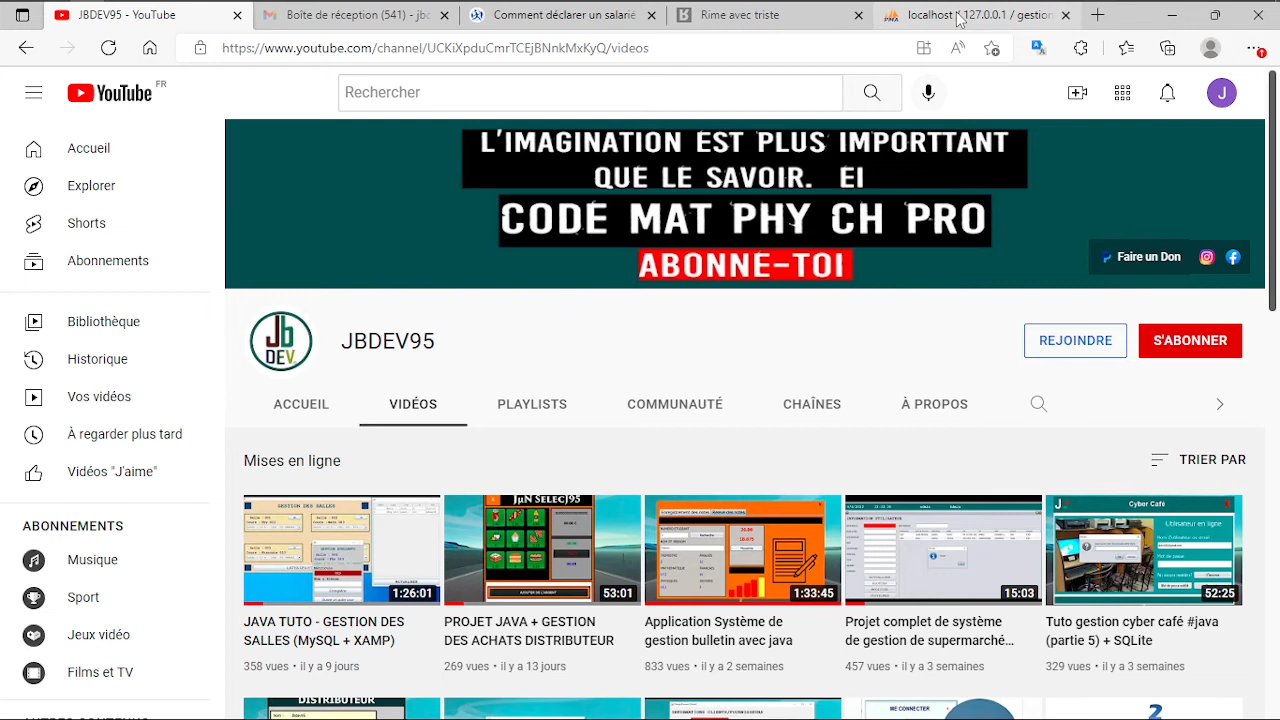 JBDEV95 - YouTube
Boîte de réception (541) - jbc
Comment déclarer un salarié
Rime avec triste
localhost / 127.0.0.1 / gestion
https://www.youtube.com/channel/UCKiXpduCmrTCEjBNnkMxKyQ/videos
YouTube FR
Rechercher
J
Accueil
Explorer
Shorts
Abonnements
Bibliothèque
Historique
Vos vidéos
À regarder plus tard
Vidéos "J'aime"
ABONNEMENTS
Musique
Sport
Jeux vidéo
Films et TV
L'IMAGINATION EST PLUS IMPORTTANT
QUE LE SAVOIR. EI
CODE MAT PHY CH PRO
ABONNE-TOI
Faire un Don
Jb
DEV
JBDEV95
REJOINDRE
S'ABONNER
ACCUEIL
VIDÉOS
PLAYLISTS
COMMUNAUTÉ
CHAÎNES
À PROPOS
Mises en ligne
TRIER PAR
GESTION DES SALLES
1:26:01
JAVA TUTO - GESTION DES
SALLES (MySQL + XAMP)
358 vues • il y a 9 jours
53:01
PROJET JAVA + GESTION
DES ACHATS DISTRIBUTEUR
269 vues • il y a 13 jours
1:33:45
Application Système de
gestion bulletin avec java
833 vues • il y a 2 semaines
15:03
Projet complet de système
de gestion de supermarché...
457 vues • il y a 3 semaines
Cyber Café
Utilisateur en ligne
52:25
Tuto gestion cyber café #java
(partie 5) + SQLite
329 vues • il y a 3 semaines
DISTRIBUTEUR
ME CONNECTER